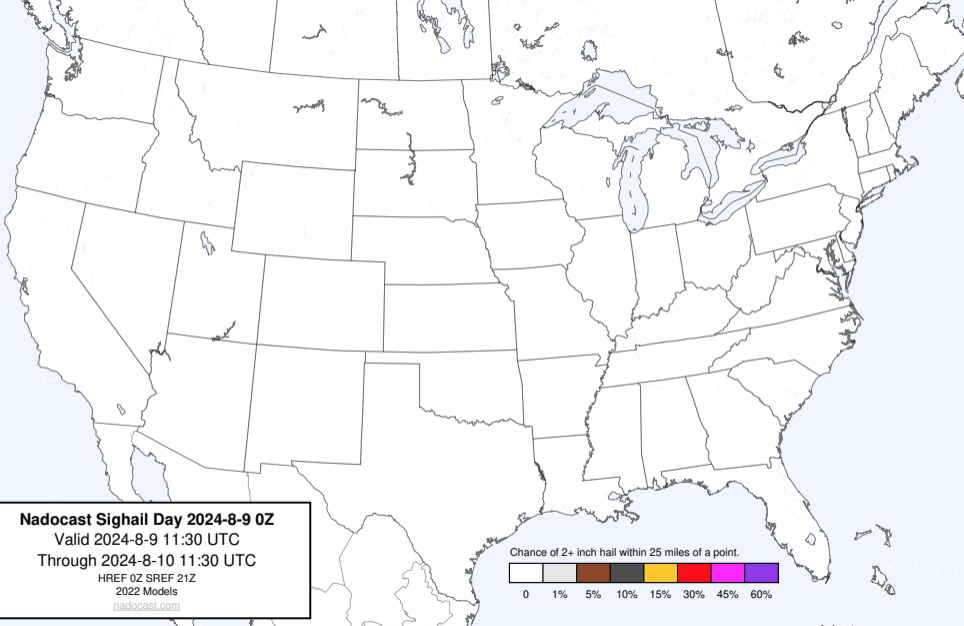 Nadocast Sighail Day 2024-8-9 0Z
Valid 2024-8-9 11:30 UTC
Through 2024-8-10 11:30 UTC
HREF 0Z SREF 21Z
2022 Models
nadocast.com
Chance of 2+ inch hail within 25 miles of a point.
0 1% 5% 10% 15% 30% 45% 60%